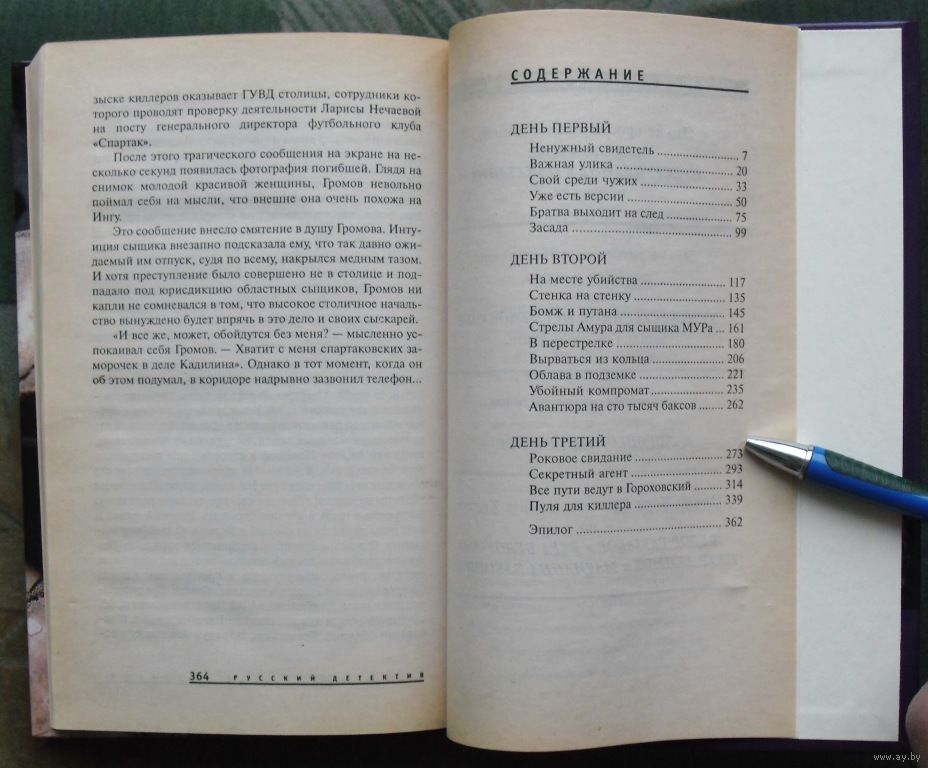 зыске киллеров оказывает ГУВД столицы, сотрудники ко-
торого проводят проверку деятельности Ларисы Нечаевой
на посту генерального директора футбольного клуба
«Спартак».
После этого трагического сообщения на экране на не-
сколько секунд появилась фотография погибшей. Глядя на
снимок молодой красивой женщины, Громов невольно
поймал себя на мысли, что внешне она очень похожа на
Ингу.
Это сообщение внесло смятение в душу Громова. Инту-
иция сыщика внезапно подсказала ему, что так давно ожи-
даемый им отпуск, судя по всему, накрылся медным тазом.
И хотя преступление было совершено не в столице и под-
падало под юрисдикцию областных сыщиков, Громов ни
капли не сомневался в том, что высокое столичное началь-
ство вынуждено будет впрячь в это дело и своих сыскарей.
«И все же, может, обойдутся без меня? — мысленно ус-
покаивал себя Громов. — Хватит с меня спартаковских за-
морочек в деле Кадилина». Однако в тот момент, когда он
об этом подумал, в коридоре надрывно зазвонил телефон...
364 РУССКИЙ ДЕТЕКТИВ
СОДЕРЖАНИЕ
ДЕНЬ ПЕРВЫЙ
Ненужный свидетель ........................ 7
Важная улика ........................ 20
Свой среди чужих ........................ 33
Уже есть версии ........................ 50
Братва выходит на след ........................ 75
Засада ........................ 99
ДЕНЬ ВТОРОЙ
На месте убийства ........................ 117
Стенка на стенку ........................ 135
Бомж и путана ........................ 145
Стрелы Амура для сыщика МУРа ... 161
В перестрелке ........................ 180
Вырваться из кольца ........................ 206
Облава в подземке ........................ 221
Убойный компромат ........................ 235
Авантюра на сто тысяч баксов ........ 262
ДЕНЬ ТРЕТИЙ
Роковое свидание ........................ 273
Секретный агент ........................ 293
Все пути ведут в Гороховский ........ 314
Пуля для киллера ........................ 339
Эпилог ........................ 362
www.ay.by